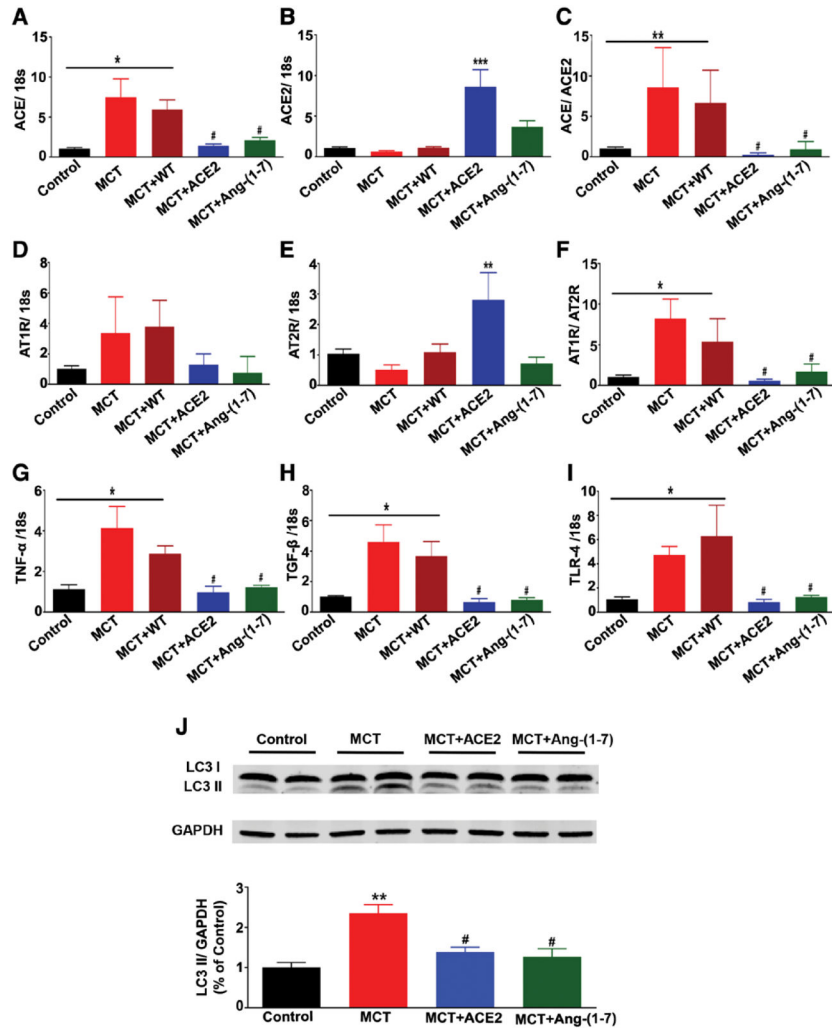 A
ACE/ 18s
15
10
5
0
*
#
#
Control
MCT
MCT+WT
MCT+ACE2
MCT+Ang-(1-7)
B
ACE2/ 18s
15
10
5
0
***
Control
MCT
MCT+WT
MCT+ACE2
MCT+Ang-(1-7)
C
ACE/ ACE2
15
10
5
0
**
#
#
Control
MCT
MCT+WT
MCT+ACE2
MCT+Ang-(1-7)
D
AT1R/ 18s
8
6
4
2
0
Control
MCT
MCT+WT
MCT+ACE2
MCT+Ang-(1-7)
E
AT2R/ 18s
4
3
2
1
0
**
Control
MCT
MCT+WT
MCT+ACE2
MCT+Ang-(1-7)
F
AT1R/ AT2R
15
10
5
0
*
#
#
Control
MCT
MCT+WT
MCT+ACE2
MCT+Ang-(1-7)
G
TNF-α /18s
6
4
2
0
*
#
#
Control
MCT
MCT+WT
MCT+ACE2
MCT+Ang-(1-7)
H
TGF-β /18s
8
6
4
2
0
*
#
#
Control
MCT
MCT+WT
MCT+ACE2
MCT+Ang-(1-7)
I
TLR-4 /18s
10
8
6
4
2
0
*
#
#
Control
MCT
MCT+WT
MCT+ACE2
MCT+Ang-(1-7)
J
Control MCT MCT+ACE2 MCT+Ang-(1-7)
LC3 I
LC3 II
GAPDH
LC3 II/ GAPDH
(% of Control)
3
2
1
0
**
#
#
Control MCT MCT+ACE2 MCT+Ang-(1-7)